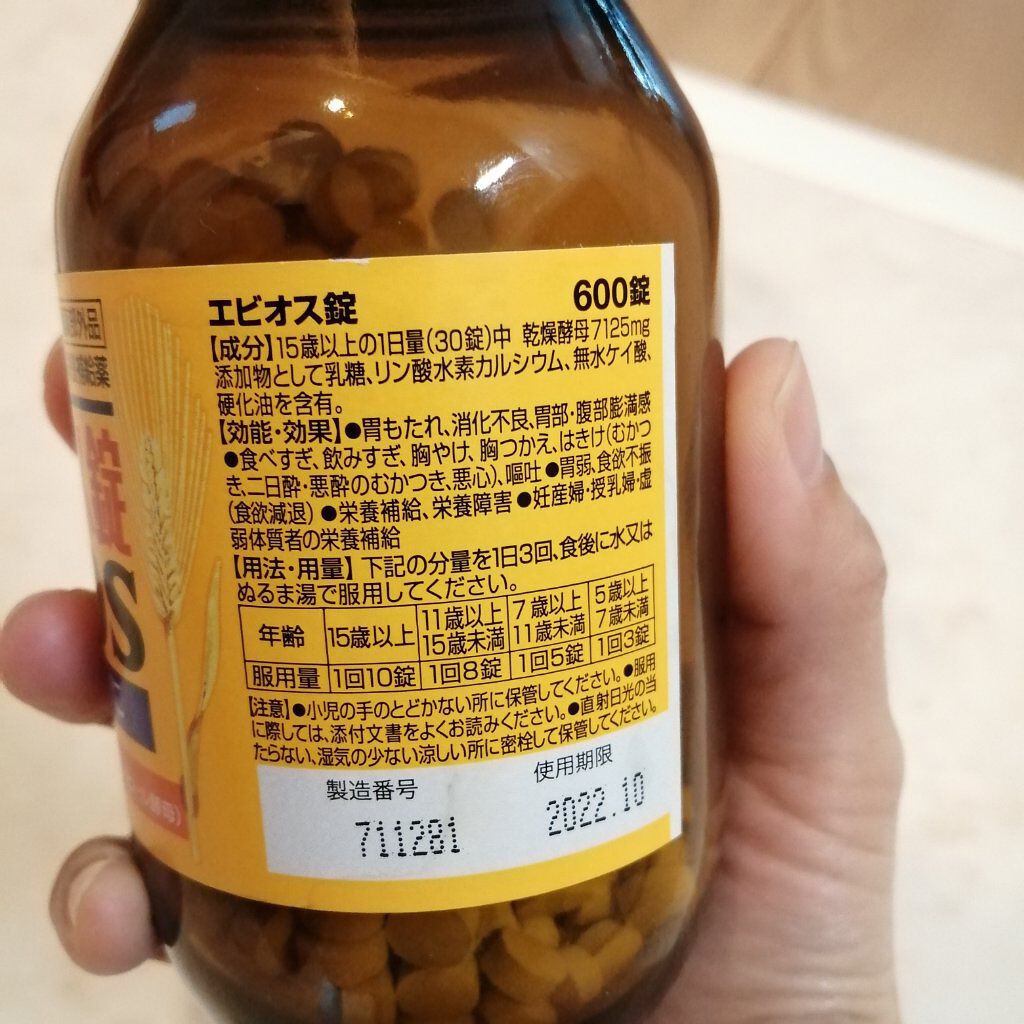 エビオス錠 600錠
【成分】15歳以上の1日量(30錠)中 乾燥酵母7125mg
添加物として乳糖、リン酸水素カルシウム、無水ケイ酸、
硬化油を含有。
【効能・効果】●胃もたれ、消化不良、胃部・腹部膨満感
●食べすぎ、飲みすぎ、胸やけ、胸つかえ、はきけ(むかつ
き、二日酔・悪酔のむかつき、悪心)、嘔吐●胃弱、食欲不振
(食欲減退)●栄養補給、栄養障害●妊産婦・授乳婦・虚
弱体質者の栄養補給
【用法・用量】下記の分量を1日3回、食後に水又は
ぬるま湯で服用してください。
年齢 15歳以上 11歳以上15歳未満 7歳以上11歳未満 5歳以上7歳未満
服用量 1回10錠 1回8錠 1回5錠 1回3錠
【注意】●小児の手のとどかない所に保管してください。●服用
に際しては、添付文書をよくお読みください。●直射日光の当
たらない、湿気の少ない涼しい所に密栓して保管してください。
製造番号 使用期限
711281 2022.10
外品
給薬
錠
S